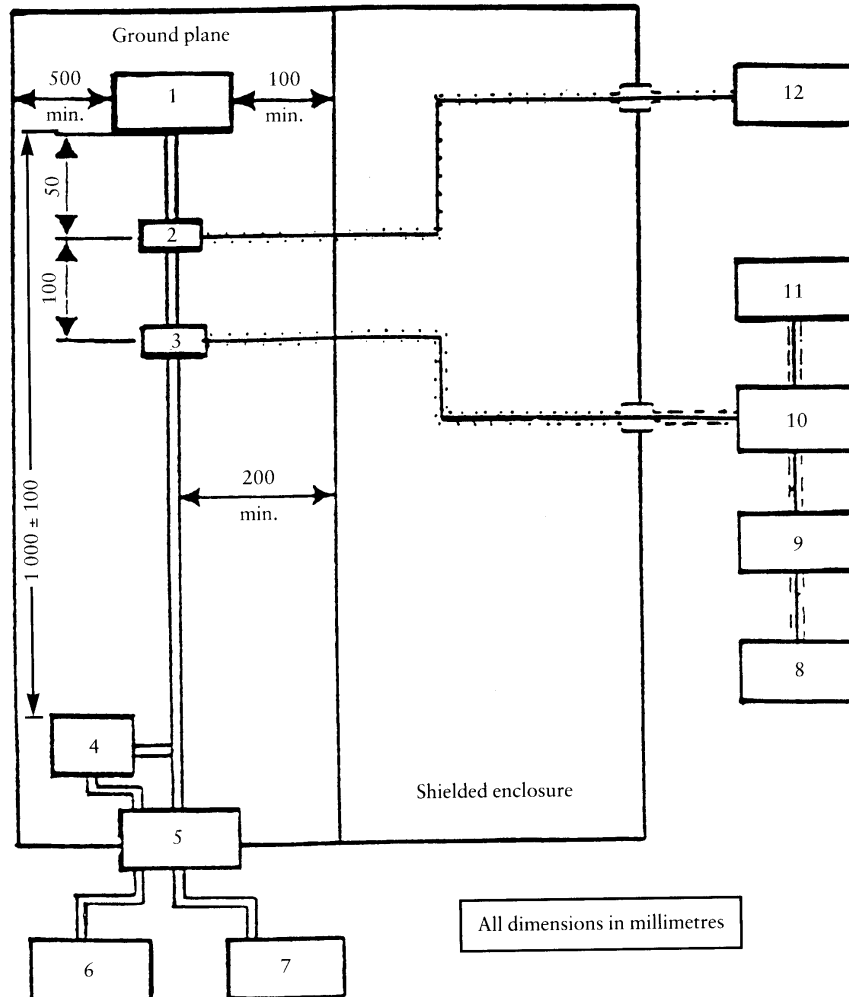 Ground plane
500
min.
1
100
min.
12
50
2
11
100
3
10
200
min.
1 000 ± 100
9
8
4
Shielded enclosure
5
All dimensions in millimetres
6
7